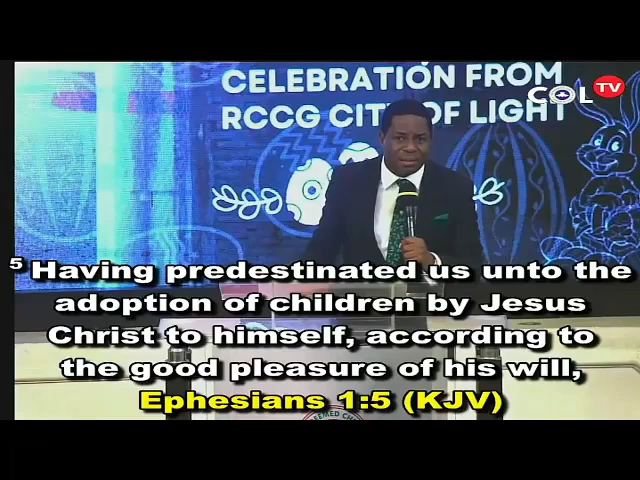 CELEBRATION FROM
RCCG CITY OF LIGHT
COL TV
5 Having predestinated us unto the
adoption of children by Jesus
Christ to himself, according to
the good pleasure of his will,
Ephesians 1:5 (KJV)